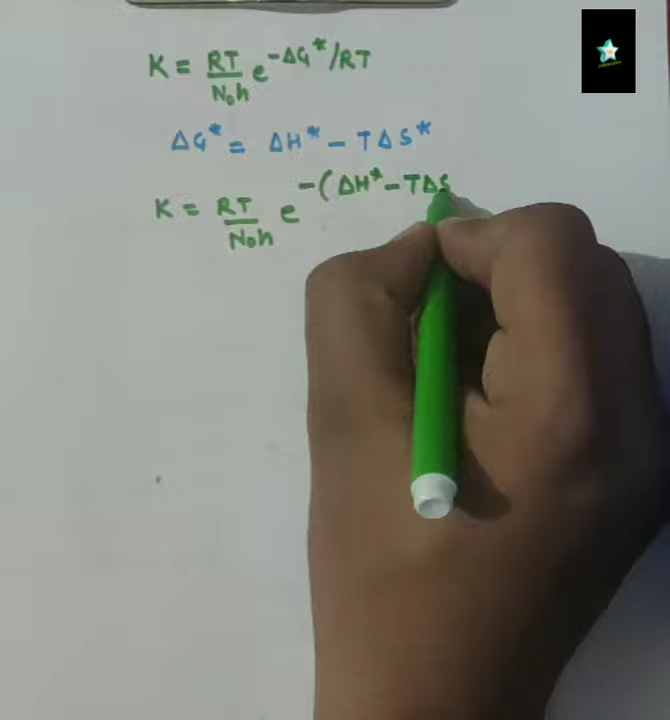 K = RT/N₀h e^-ΔG*/RT
ΔG* = ΔH* - TΔS*
K = RT/N₀h e^-(ΔH* - TΔS